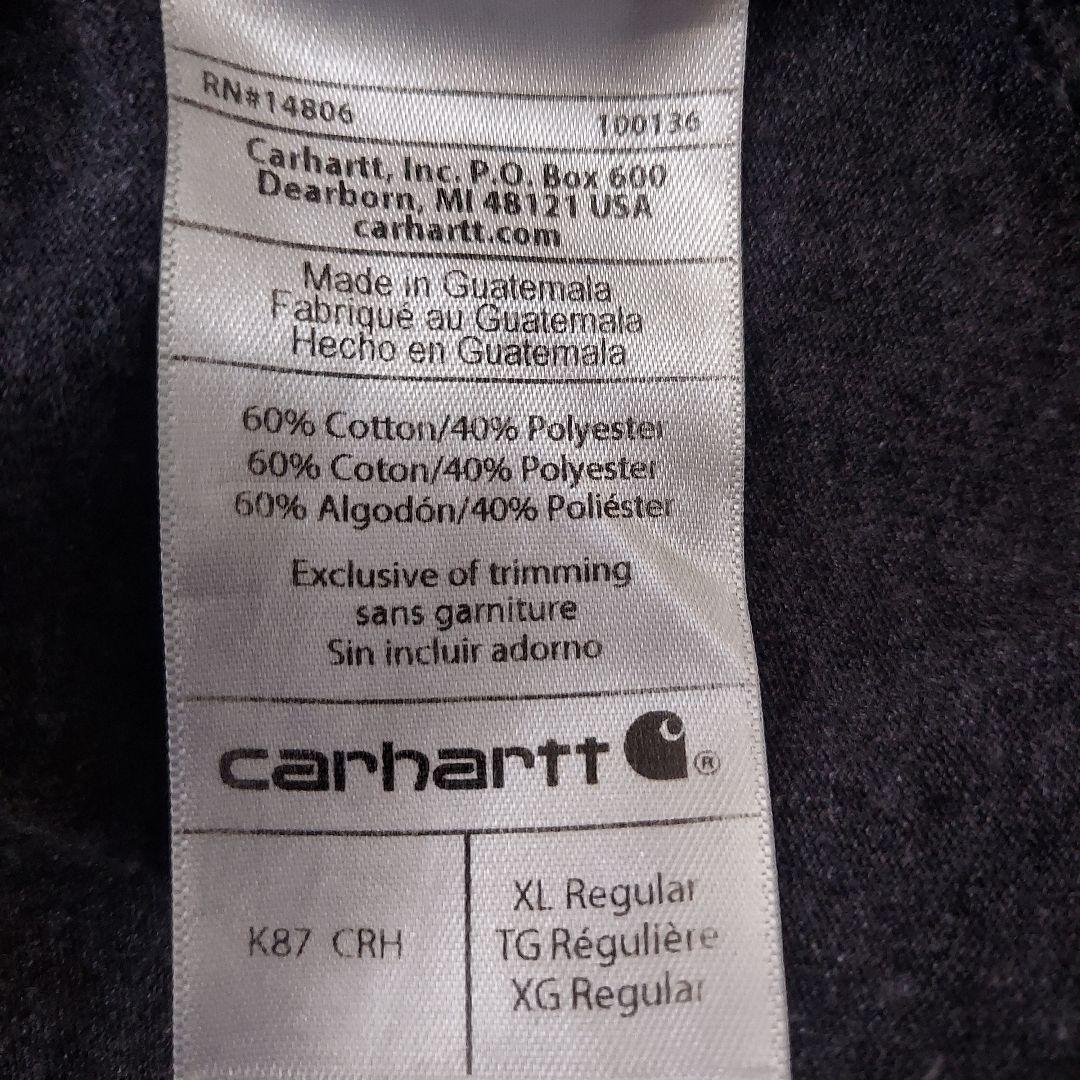 RN#14806 100136
Carhartt, Inc. P.O. Box 600
Dearborn, MI 48121 USA
carhartt.com
Made in Guatemala
Fabriqué au Guatemala
Hecho en Guatemala
60% Cotton/40% Polyester
60% Coton/40% Polyester
60% Algodón/40% Poliéster
Exclusive of trimming
sans garniture
Sin incluir adorno
carhartt ®
K87 CRH
XL Regular
TG Régulière
XG Regular